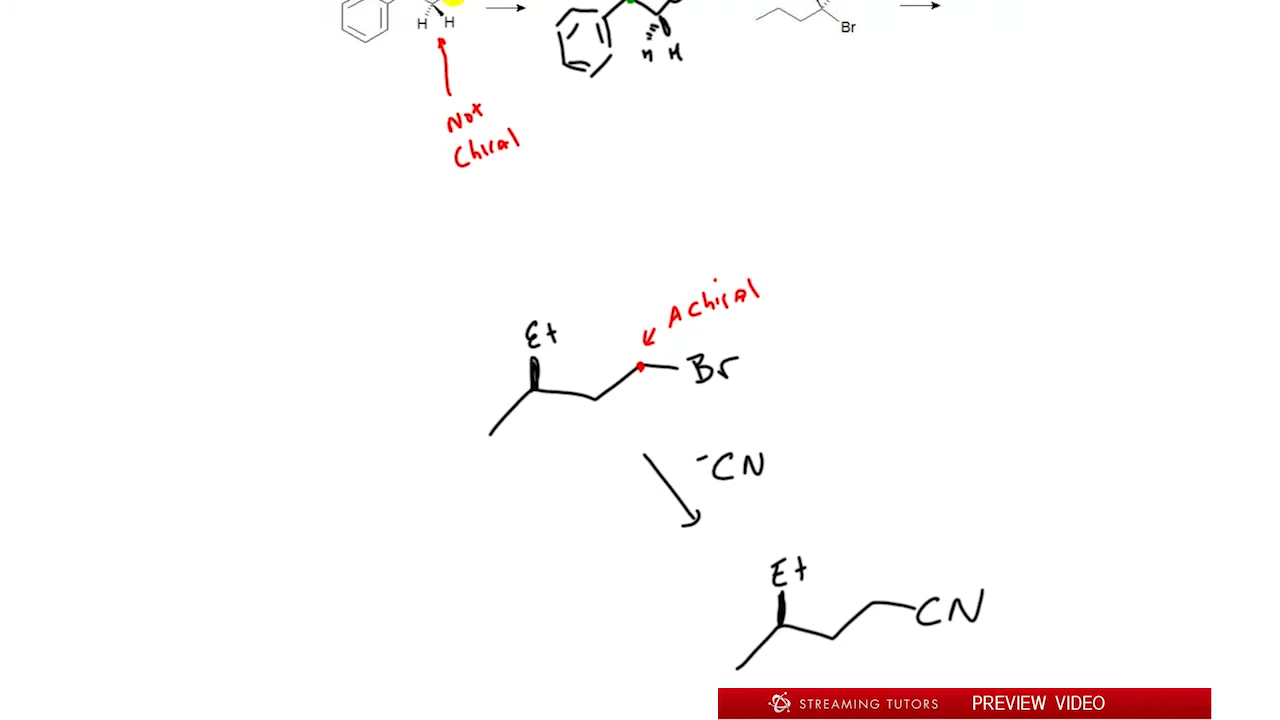 H H
n H
Br
Not
Chiral
Achiral
Et
Br
-CN
Et
CN
STREAMING TUTORS PREVIEW VIDEO